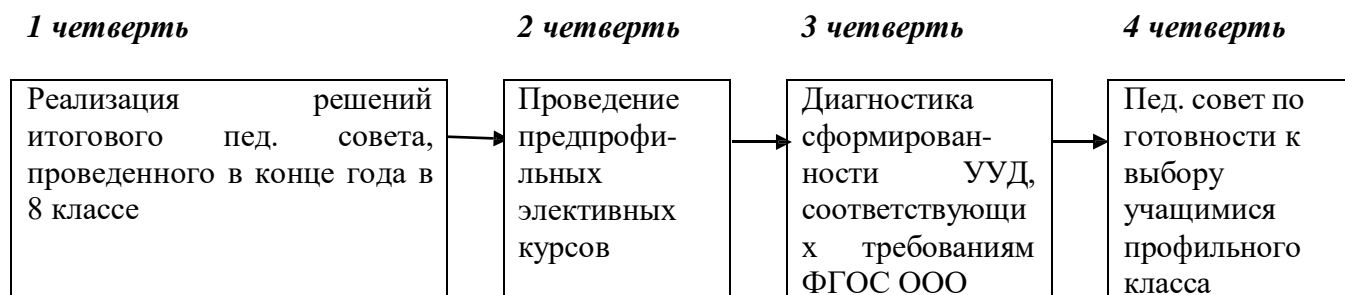 1 четверть
2 четверть
3 четверть
4 четверть
Реализация решений
итогового пед. совета,
проведенного в конце года в
8 классе
Проведение
предпрофи-
льных
элективных
курсов
Диагностика
сформирован-
ности УУД,
соответствующи
х требованиям
ФГОС ООО
Пед. совет по
готовности к
выбору
учащимися
профильного
класса